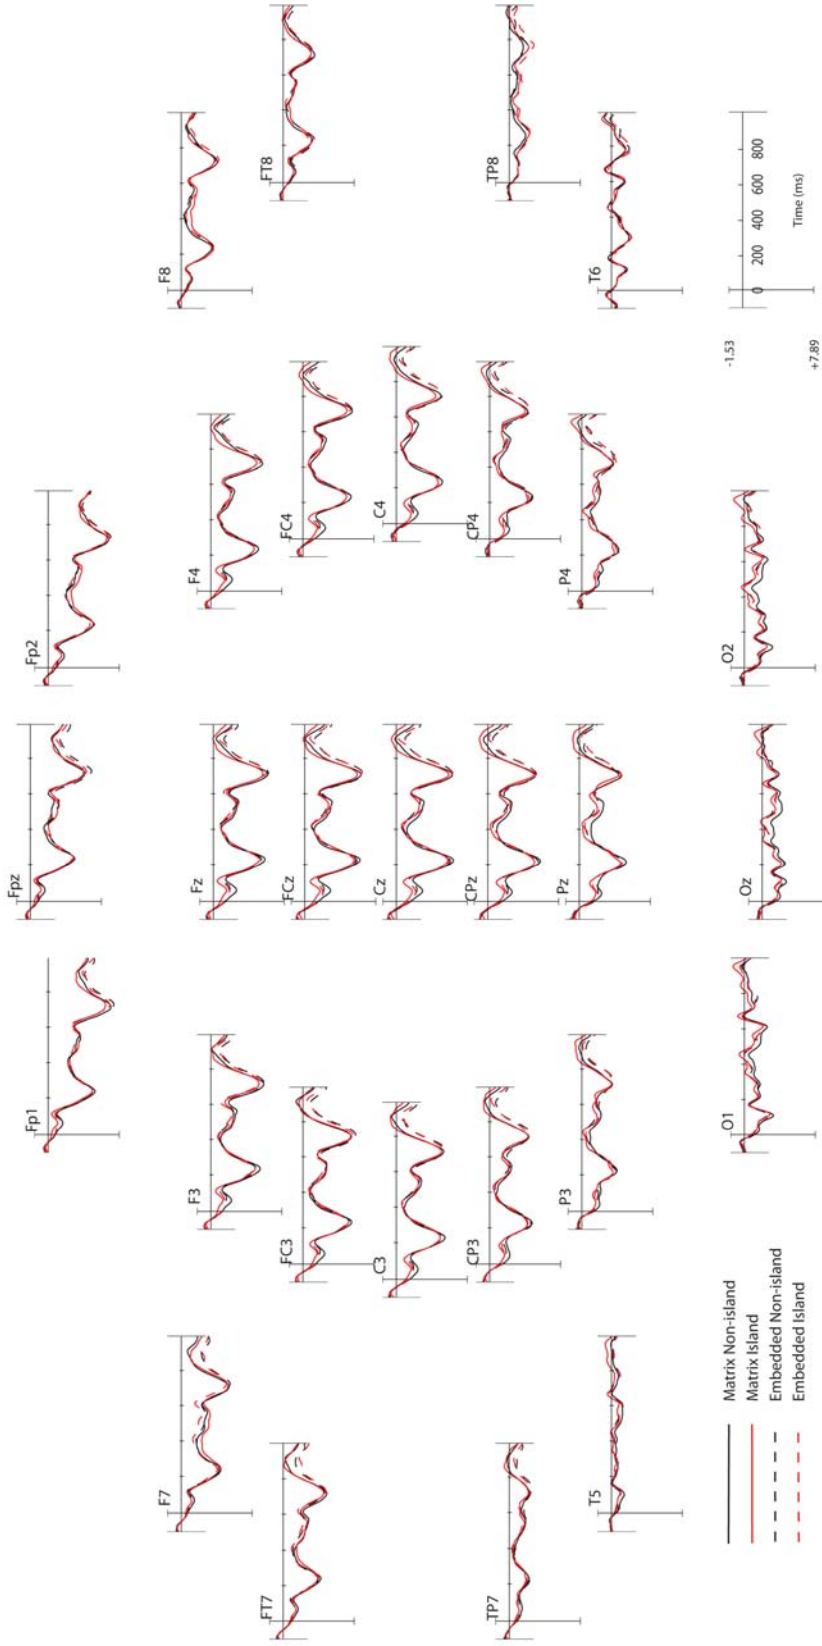 Fpz
Fp1
Fp2
F7
F8
F3
Fz
F4
FT7
FT8
FC3
FCz
FC4
C3
Cz
C4
CP3
CPz
CP4
TP7
TP8
P3
Pz
P4
T5
T6
O1
Oz
O2
Matrix Non-island
Matrix Island
Embedded Non-island
Embedded Island
-1.53
+7.89
0 200 400 600 800
Time (ms)